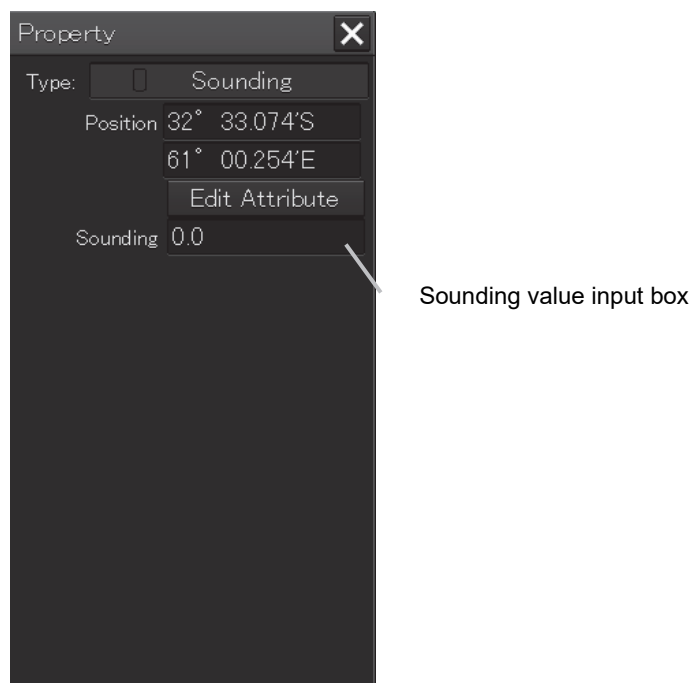 Property
Type: Sounding
Position 32° 33.074'S
61° 00.254'E
Edit Attribute
Sounding 0.0
Sounding value input box